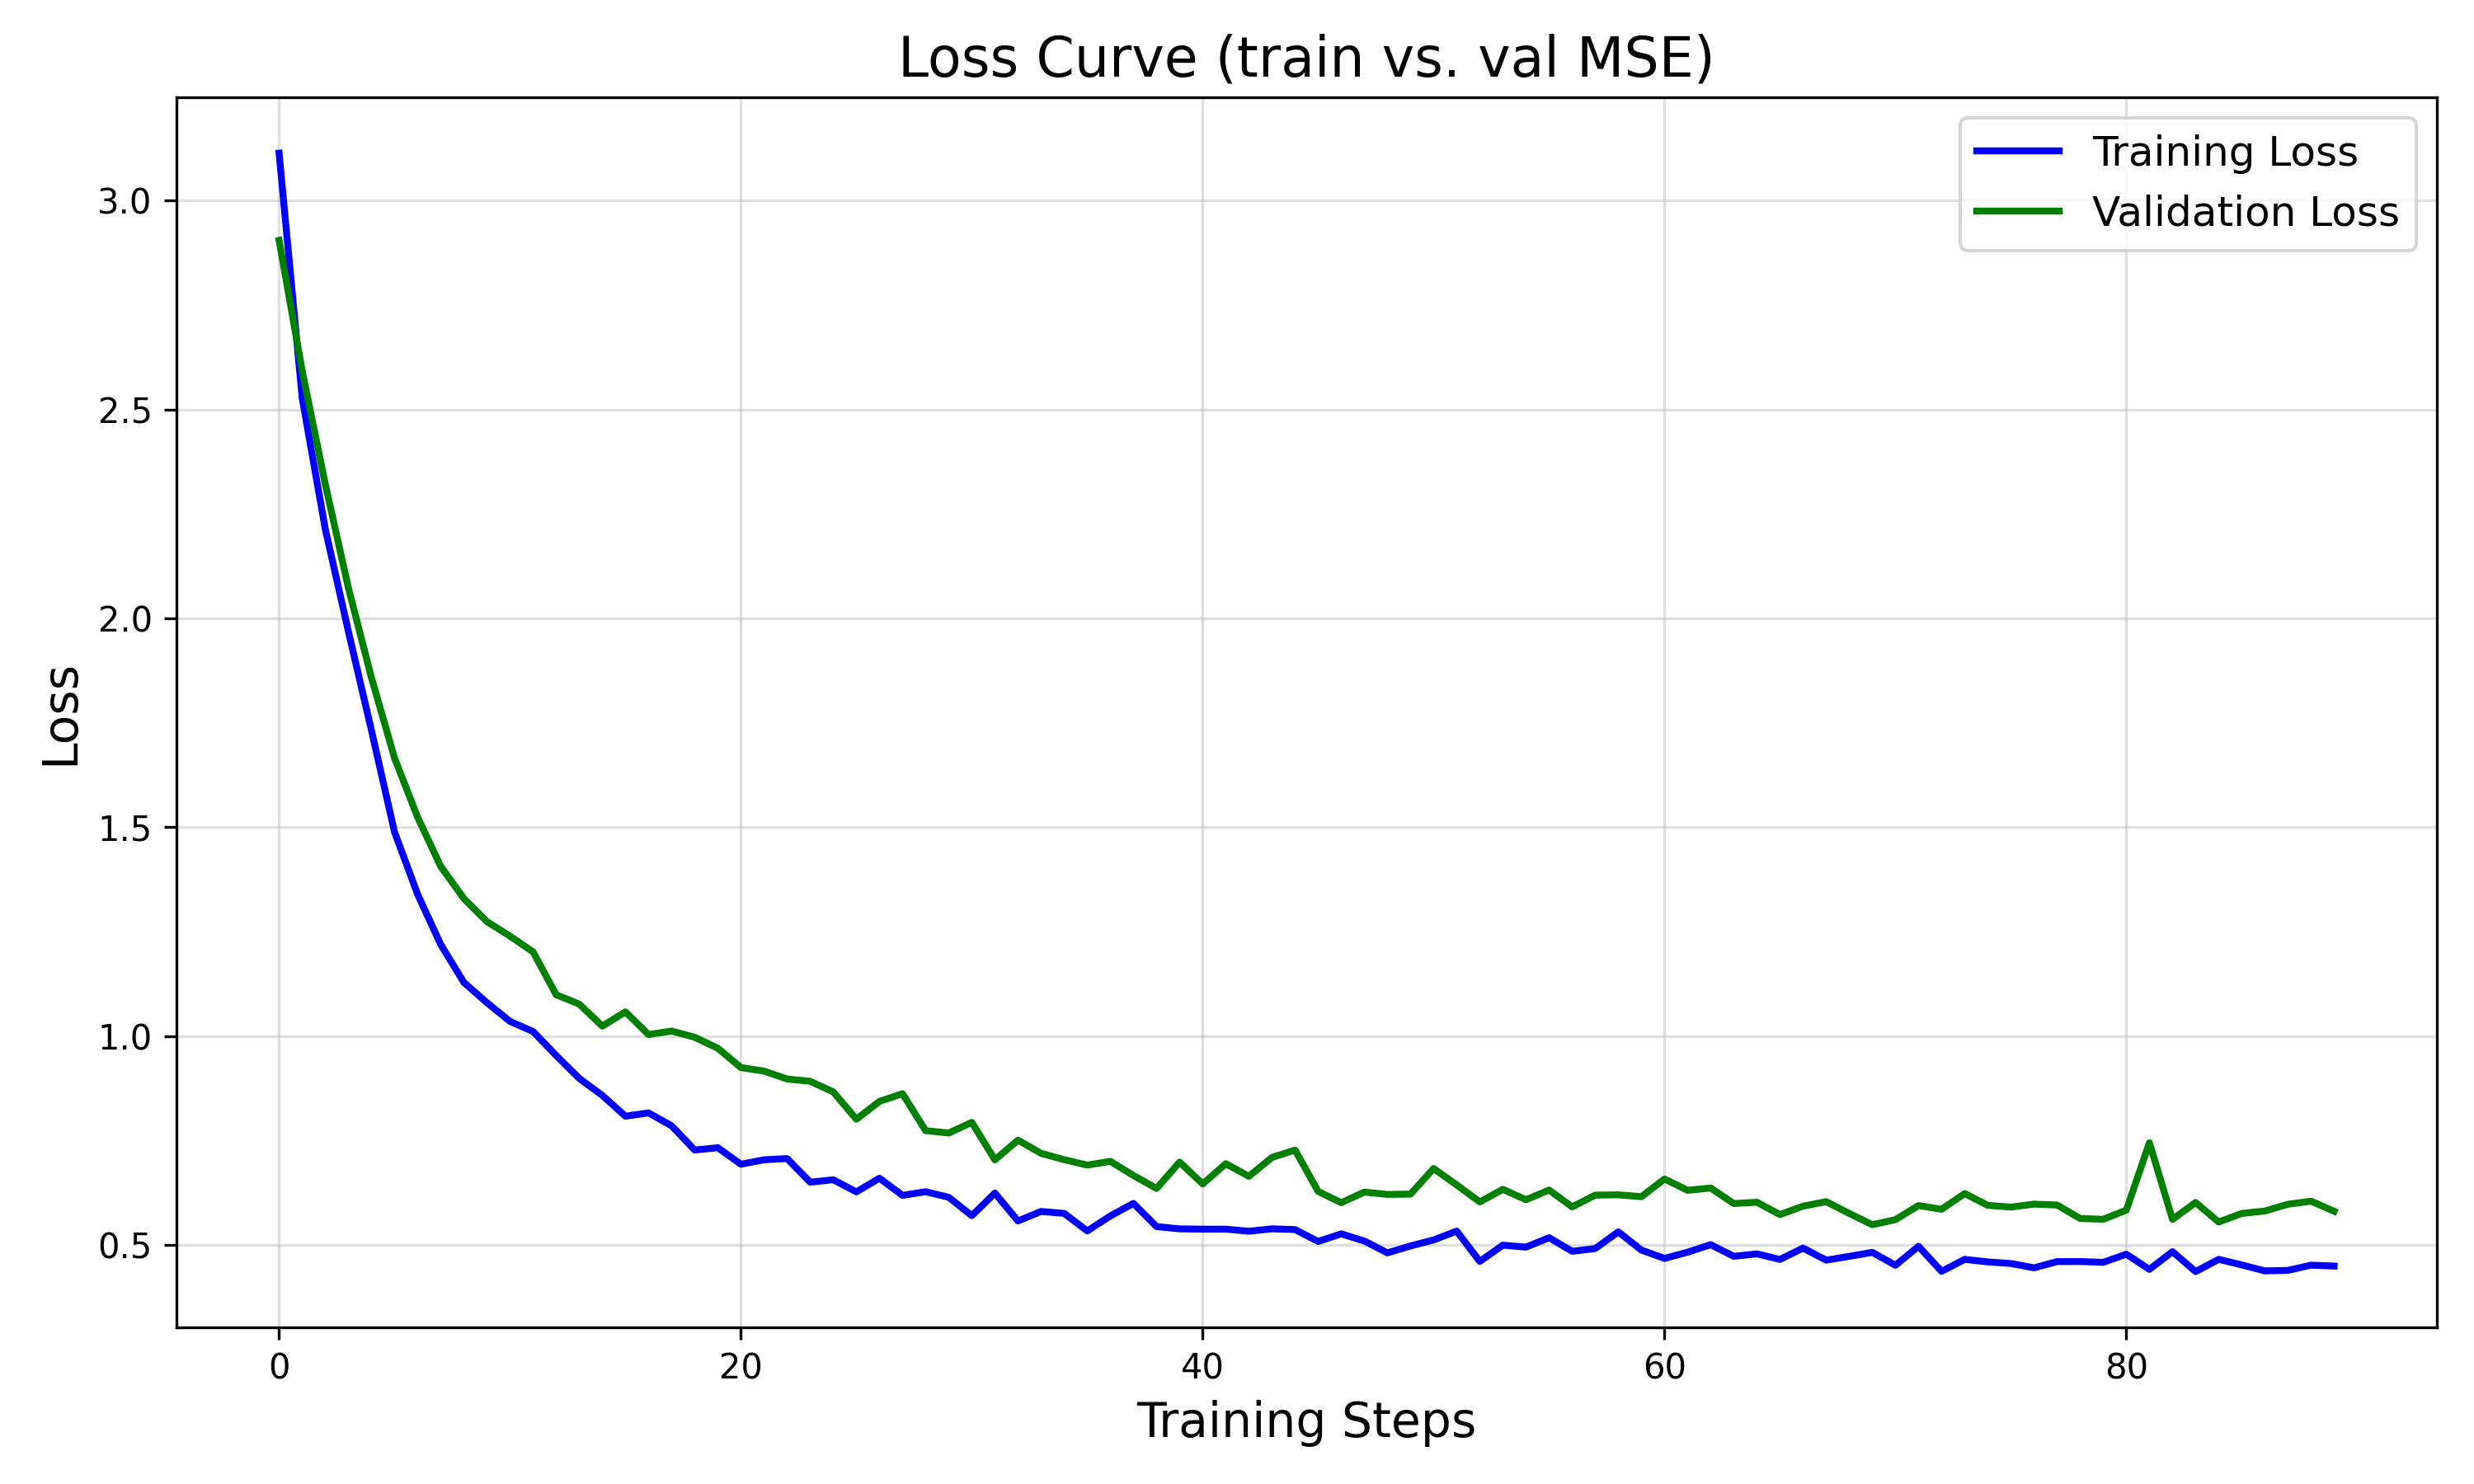 Loss Curve (train vs. val MSE)
Training Loss
Validation Loss
3.0
2.5
2.0
1.5
1.0
0.5
Loss
0 20 40 60 80
Training Steps